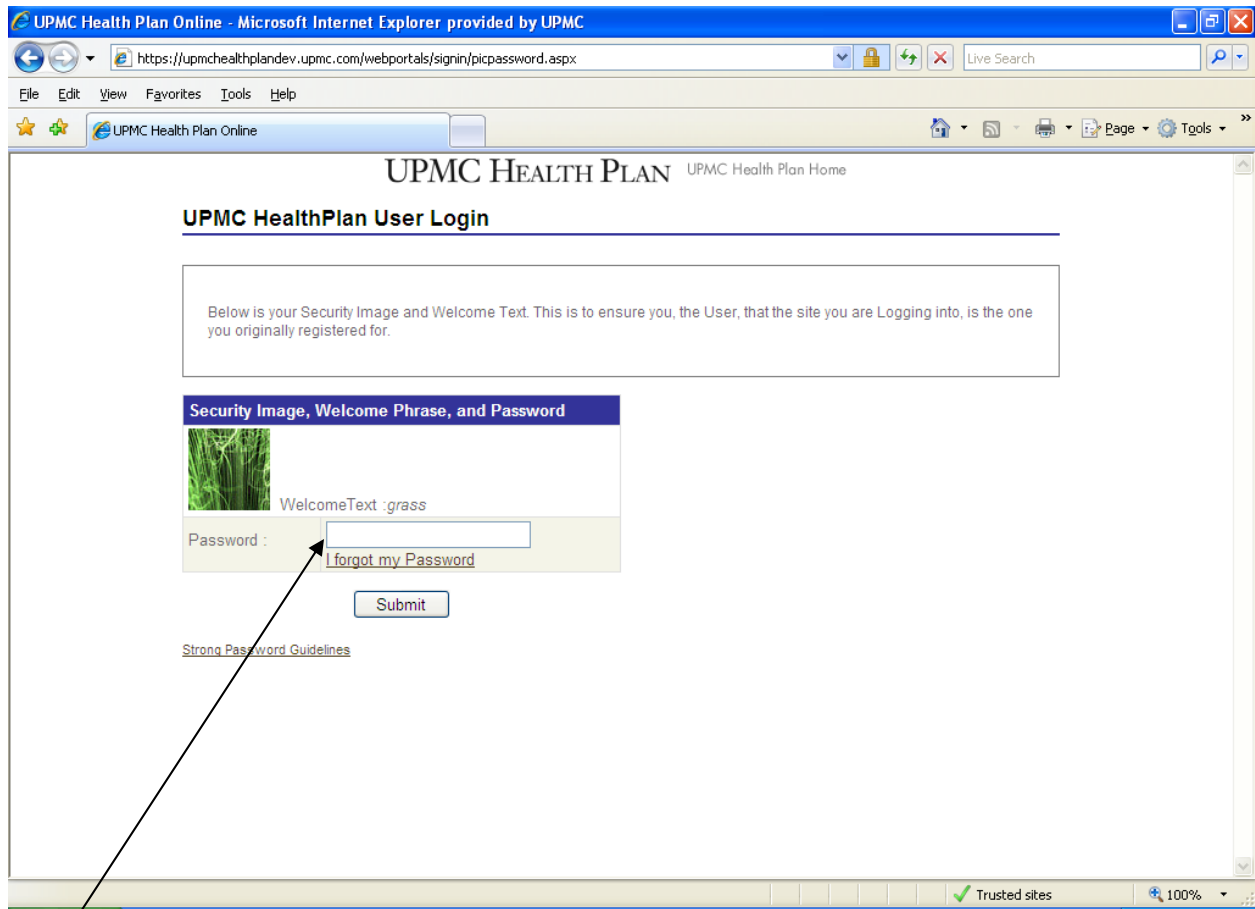 UPMC Health Plan Online - Microsoft Internet Explorer provided by UPMC
https://upmchealthplandev.upmc.com/webportals/signin/picpassword.aspx
Live Search
File Edit View Favorites Tools Help
UPMC Health Plan Online
Page Tools »
UPMC HEALTH PLAN UPMC Health Plan Home
UPMC HealthPlan User Login
Below is your Security Image and Welcome Text. This is to ensure you, the User, that the site you are Logging into, is the one
you originally registered for.
Security Image, Welcome Phrase, and Password
WelcomeText :grass
Password :
I forgot my Password
Submit
Strong Password Guidelines
Trusted sites 100%